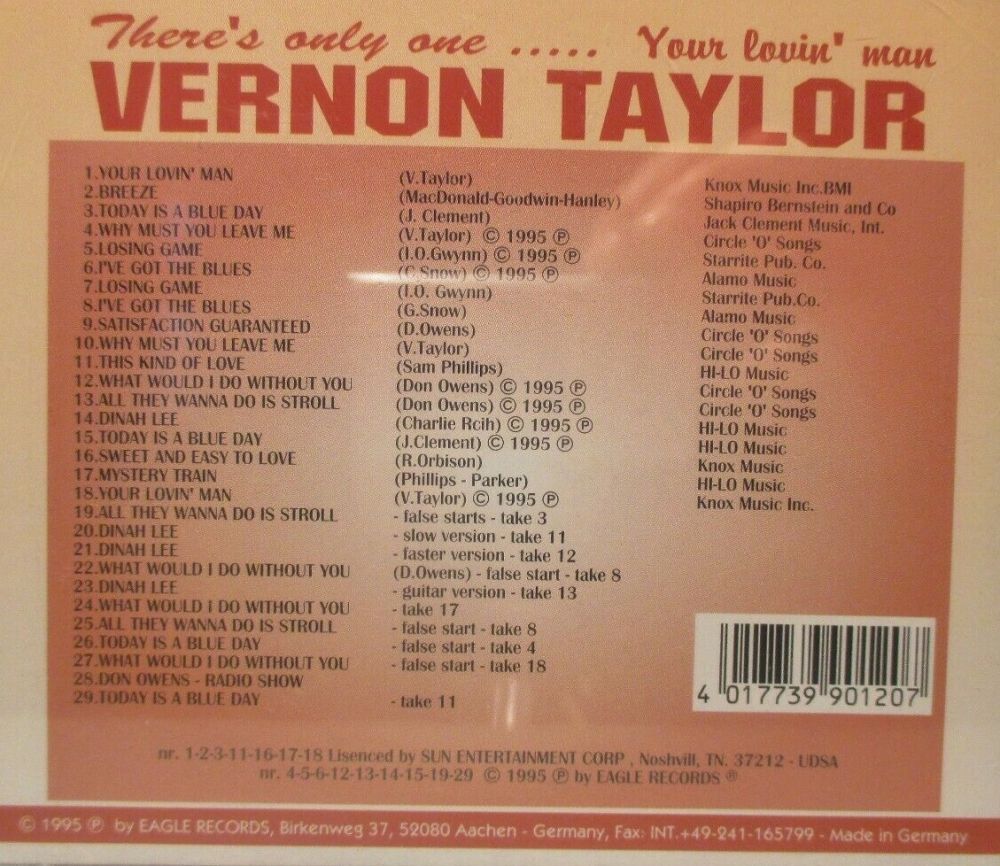 There's only one ..... Your lovin' man
VERNON TAYLOR
1.YOUR LOVIN' MAN (V.Taylor) Knox Music Inc.BMI
2.BREEZE (MacDonald-Goodwin-Hanley) Shapiro Bernstein and Co
3.TODAY IS A BLUE DAY (J. Clement) Jack Clement Music, Int.
4.WHY MUST YOU LEAVE ME (V.Taylor) © 1995 ℗ Circle 'O' Songs
5.LOSING GAME (I.O.Gwynn) © 1995 ℗ Starrite Pub. Co.
6.I'VE GOT THE BLUES (C.Snow) © 1995 ℗ Alamo Music
7.LOSING GAME (I.O. Gwynn) Starrite Pub.Co.
8.I'VE GOT THE BLUES (G.Snow) Alamo Music
9.SATISFACTION GUARANTEED (D.Owens) Circle 'O' Songs
10.WHY MUST YOU LEAVE ME (V.Taylor) Circle 'O' Songs
11.THIS KIND OF LOVE (Sam Phillips) HI-LO Music
12.WHAT WOULD I DO WITHOUT YOU (Don Owens) © 1995 ℗ Circle 'O' Songs
13.ALL THEY WANNA DO IS STROLL (Don Owens) © 1995 ℗ Circle 'O' Songs
14.DINAH LEE (Charlie Rcih) © 1995 ℗ HI-LO Music
15.TODAY IS A BLUE DAY (J.Clement) © 1995 ℗ HI-LO Music
16.SWEET AND EASY TO LOVE (R.Orbison) Knox Music
17.MYSTERY TRAIN (Phillips - Parker) HI-LO Music
18.YOUR LOVIN' MAN (V.Taylor) © 1995 ℗ Knox Music Inc.
19.ALL THEY WANNA DO IS STROLL - false starts - take 3
20.DINAH LEE - slow version - take 11
21.DINAH LEE - faster version - take 12
22.WHAT WOULD I DO WITHOUT YOU (D.Owens) - false start - take 8
23.DINAH LEE - guitar version - take 13
24.WHAT WOULD I DO WITHOUT YOU - take 17
25.ALL THEY WANNA DO IS STROLL - false start - take 8
26.TODAY IS A BLUE DAY - false start - take 4
27.WHAT WOULD I DO WITHOUT YOU - false start - take 18
28.DON OWENS - RADIO SHOW
29.TODAY IS A BLUE DAY - take 11
4 017739 901207
nr. 1-2-3-11-16-17-18 Lisenced by SUN ENTERTAINMENT CORP , Noshvill, TN. 37212 - UDSA
nr. 4-5-6-12-13-14-15-19-29 © 1995 ℗ by EAGLE RECORDS ®
© 1995 ℗ by EAGLE RECORDS, Birkenweg 37, 52080 Aachen - Germany, Fax: INT.+49-241-165799 - Made in Germany